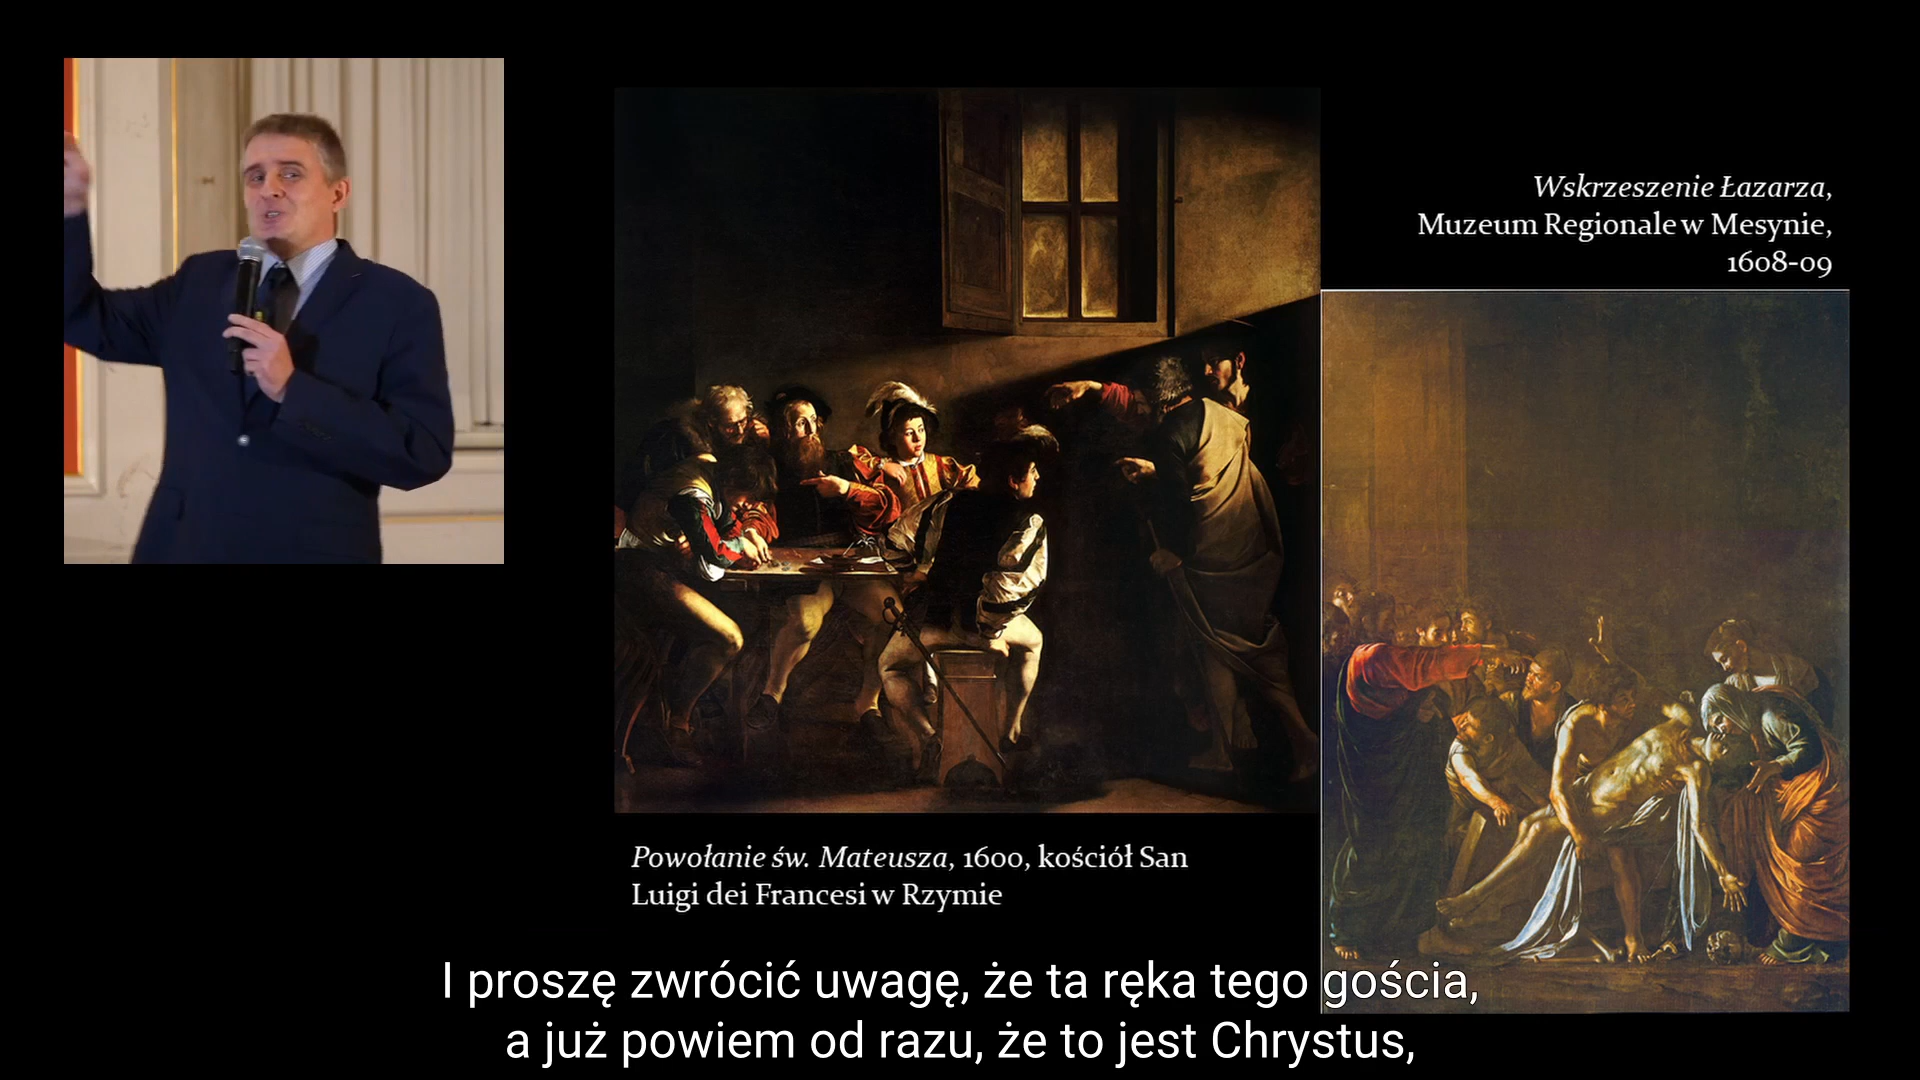 Wskrzeszenie Łazarza,
Muzeum Regionale w Mesynie,
1608-09
Powołanie św. Mateusza, 1600, kościół San
Luigi dei Francesi w Rzymie
I proszę zwrócić uwagę, że ta ręka tego gościa,
a już powiem od razu, że to jest Chrystus,